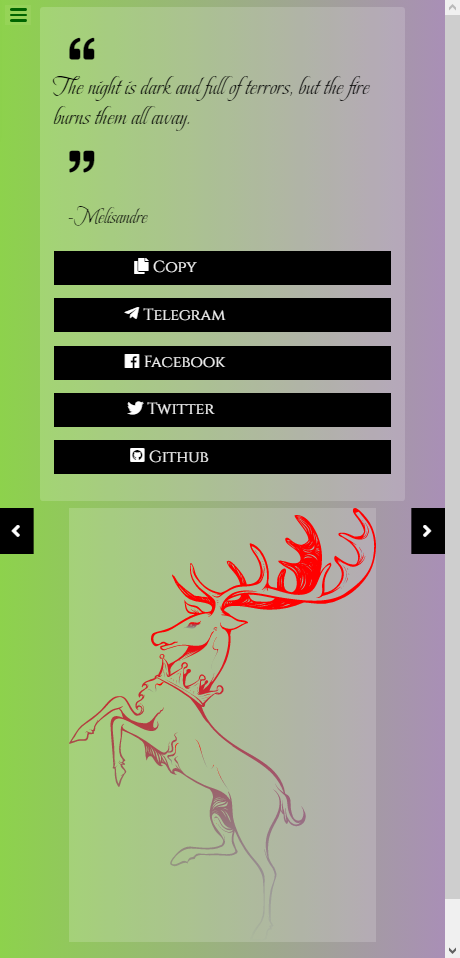 The night is dark and full of terrors, but the fire
burns them all away.
-Melisandre
Copy
Telegram
Facebook
Twitter
Github